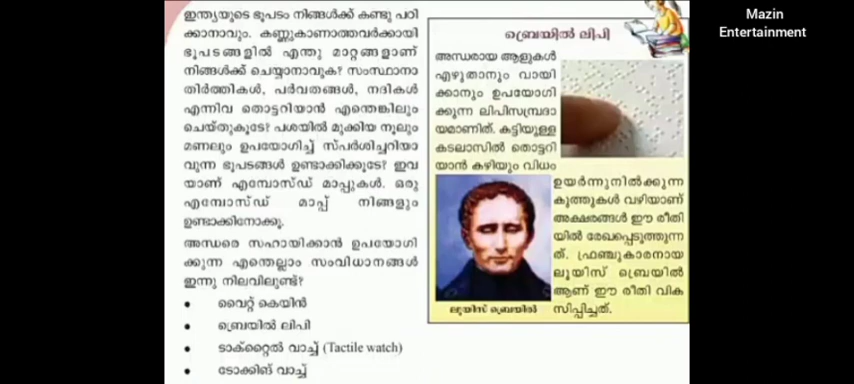 ഇന്ത്യയുടെ ഭൂപടം നിങ്ങൾക്ക് കണ്ടു പഠി
ക്കാനാവും. കണ്ണുകാണാത്തവർക്കായി
ഭൂപടങ്ങളിൽ എന്തു മാറ്റങ്ങളാണ്
നിങ്ങൾക്ക് ചെയ്യാനാവുക? സംസ്ഥാനാ
തിർത്തികൾ, പർവതങ്ങൾ, നദികൾ
എന്നിവ തൊട്ടറിയാൻ എന്തെങ്കിലും
ചെയ്തുകൂടേ? പശയിൽ മുക്കിയ നൂലും
മണലും ഉപയോഗിച്ച് സ്പർശിച്ചറിയാ
വുന്ന ഭൂപടങ്ങൾ ഉണ്ടാക്കിക്കൂടേ? ഇവ
യാണ് എമ്പോസ്ഡ് മാപ്പുകൾ. ഒരു
എമ്പോസ്ഡ് മാപ്പ് നിങ്ങളും
ഉണ്ടാക്കിനോക്കൂ.
അന്ധരെ സഹായിക്കാൻ ഉപയോഗി
ക്കുന്ന എന്തെല്ലാം സംവിധാനങ്ങൾ
ഇന്നു നിലവിലുണ്ട്?
• വൈറ്റ് കെയിൻ
• ബ്രെയിൽ ലിപി
• ടാക്റ്റൈൽ വാച്ച് (Tactile watch)
• ടോക്കിങ് വാച്ച്
ബ്രെയിൽ ലിപി
അന്ധരായ ആളുകൾ
എഴുതാനും വായി
ക്കാനും ഉപയോഗി
ക്കുന്ന ലിപിസമ്പ്രദാ
യമാണിത്. കട്ടിയുള്ള
കടലാസിൽ തൊട്ടറി
യാൻ കഴിയും വിധം
ഉയർന്നുനിൽക്കുന്ന
കുത്തുകൾ വഴിയാണ്
അക്ഷരങ്ങൾ ഈ രീതി
യിൽ രേഖപ്പെടുത്തുന്ന
ത്. ഫ്രഞ്ചുകാരനായ
ലൂയിസ് ബ്രെയിൽ
ആണ് ഈ രീതി വിക
സിപ്പിച്ചത്.
ലൂയിസ് ബ്രെയിൽ
Mazin
Entertainment